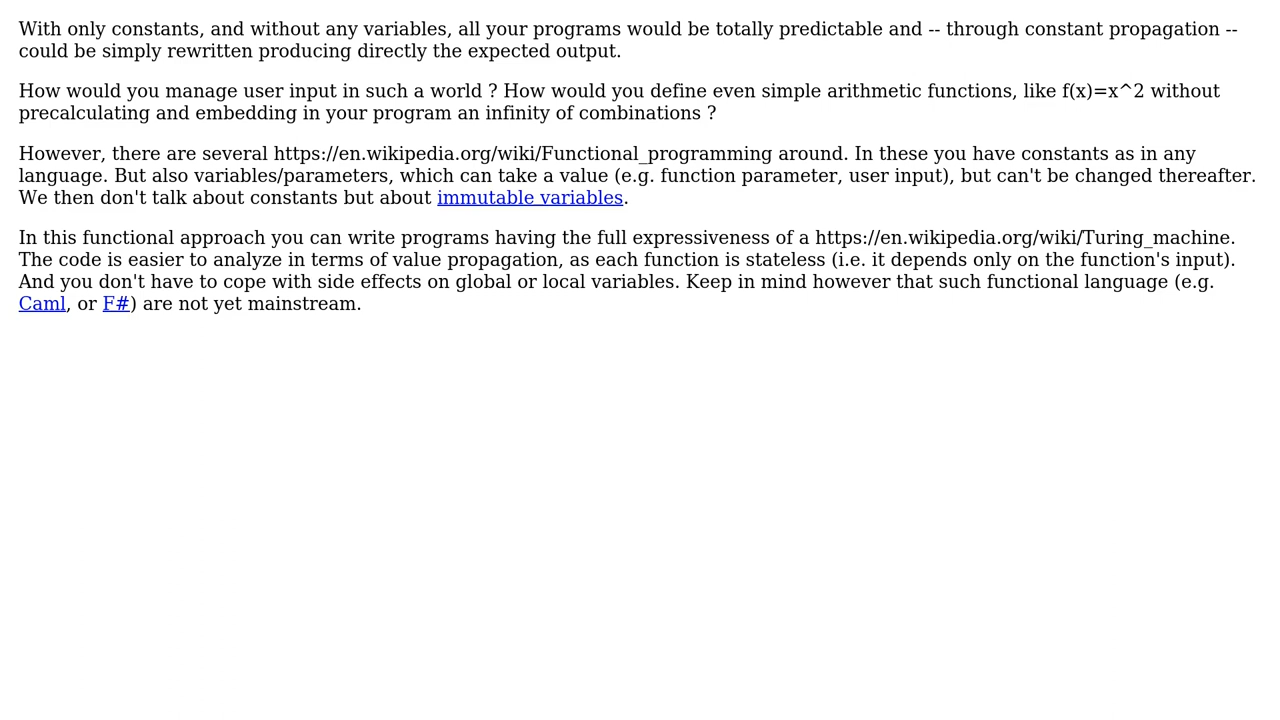 With only constants, and without any variables, all your programs would be totally predictable and -- through constant propagation --
could be simply rewritten producing directly the expected output.
How would you manage user input in such a world ? How would you define even simple arithmetic functions, like f(x)=x^2 without
precalculating and embedding in your program an infinity of combinations ?
However, there are several https://en.wikipedia.org/wiki/Functional_programming around. In these you have constants as in any
language. But also variables/parameters, which can take a value (e.g. function parameter, user input), but can't be changed thereafter.
We then don't talk about constants but about immutable variables.
In this functional approach you can write programs having the full expressiveness of a https://en.wikipedia.org/wiki/Turing_machine.
The code is easier to analyze in terms of value propagation, as each function is stateless (i.e. it depends only on the function's input).
And you don't have to cope with side effects on global or local variables. Keep in mind however that such functional language (e.g.
Caml, or F#) are not yet mainstream.